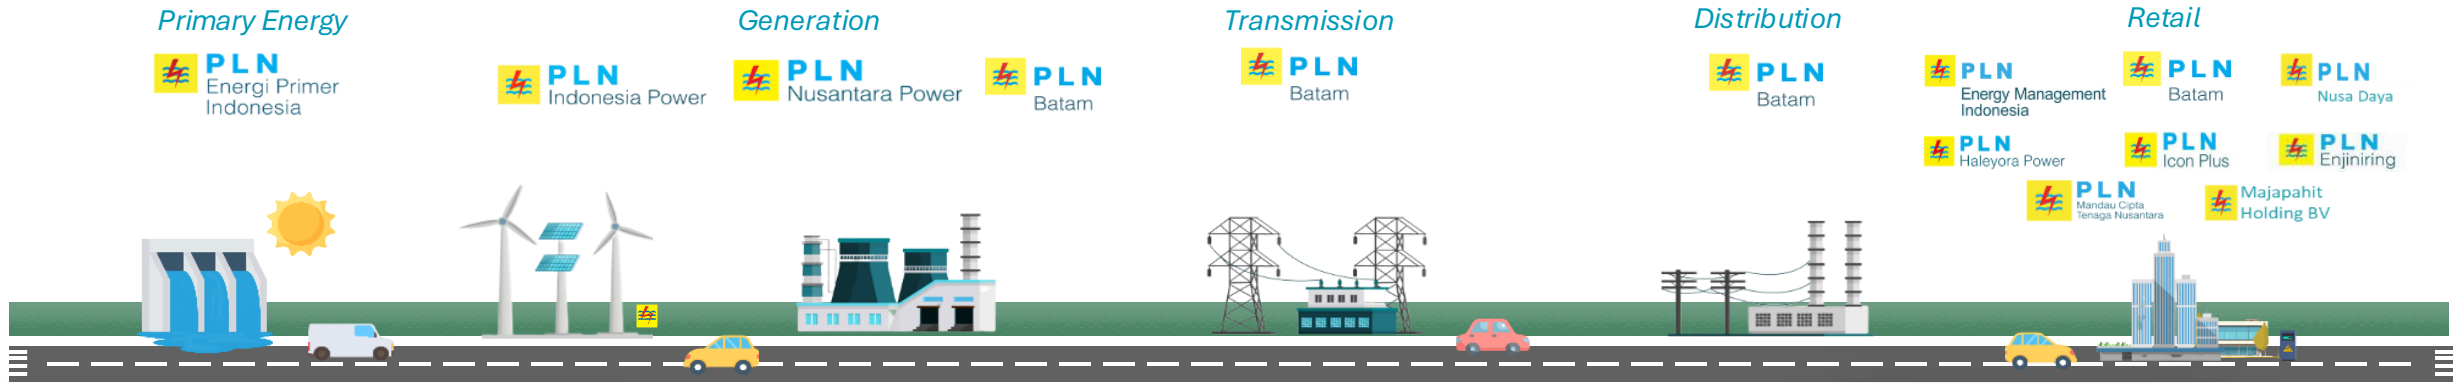 Primary Energy
PLN
Energi Primer
Indonesia
Generation
PLN
Indonesia Power
PLN
Nusantara Power
PLN
Batam
Transmission
PLN
Batam
Distribution
PLN
Batam
Retail
PLN
Energy Management
Indonesia
PLN
Batam
PLN
Nusa Daya
PLN
Haleyora Power
PLN
Icon Plus
PLN
Enjiniring
PLN
Mandau Cipta
Tenaga Nusantara
Majapahit
Holding BV